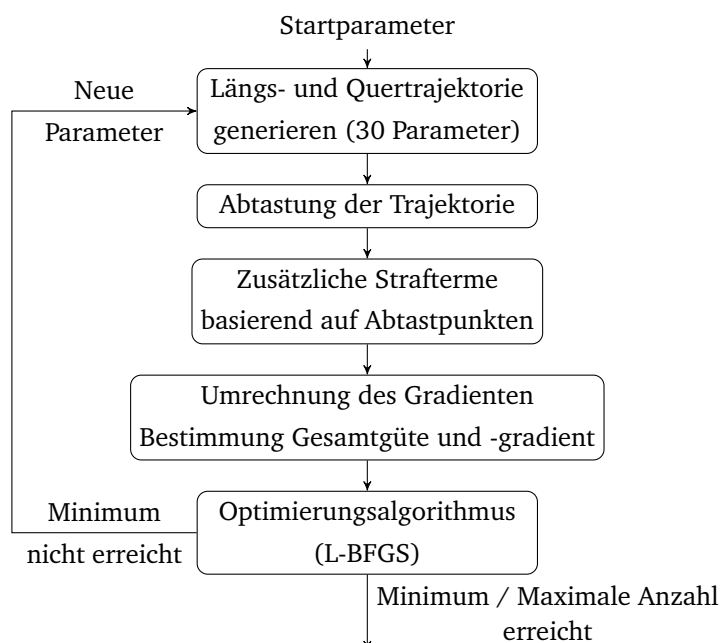 Startparameter
Neue
Parameter
Längs- und Quertrajektorie
generieren (30 Parameter)
Abtastung der Trajektorie
Zusätzliche Strafterme
basierend auf Abtastpunkten
Umrechnung des Gradienten
Bestimmung Gesamtgüte und -gradient
Minimum
nicht erreicht
Optimierungsalgorithmus
(L-BFGS)
Minimum / Maximale Anzahl
erreicht